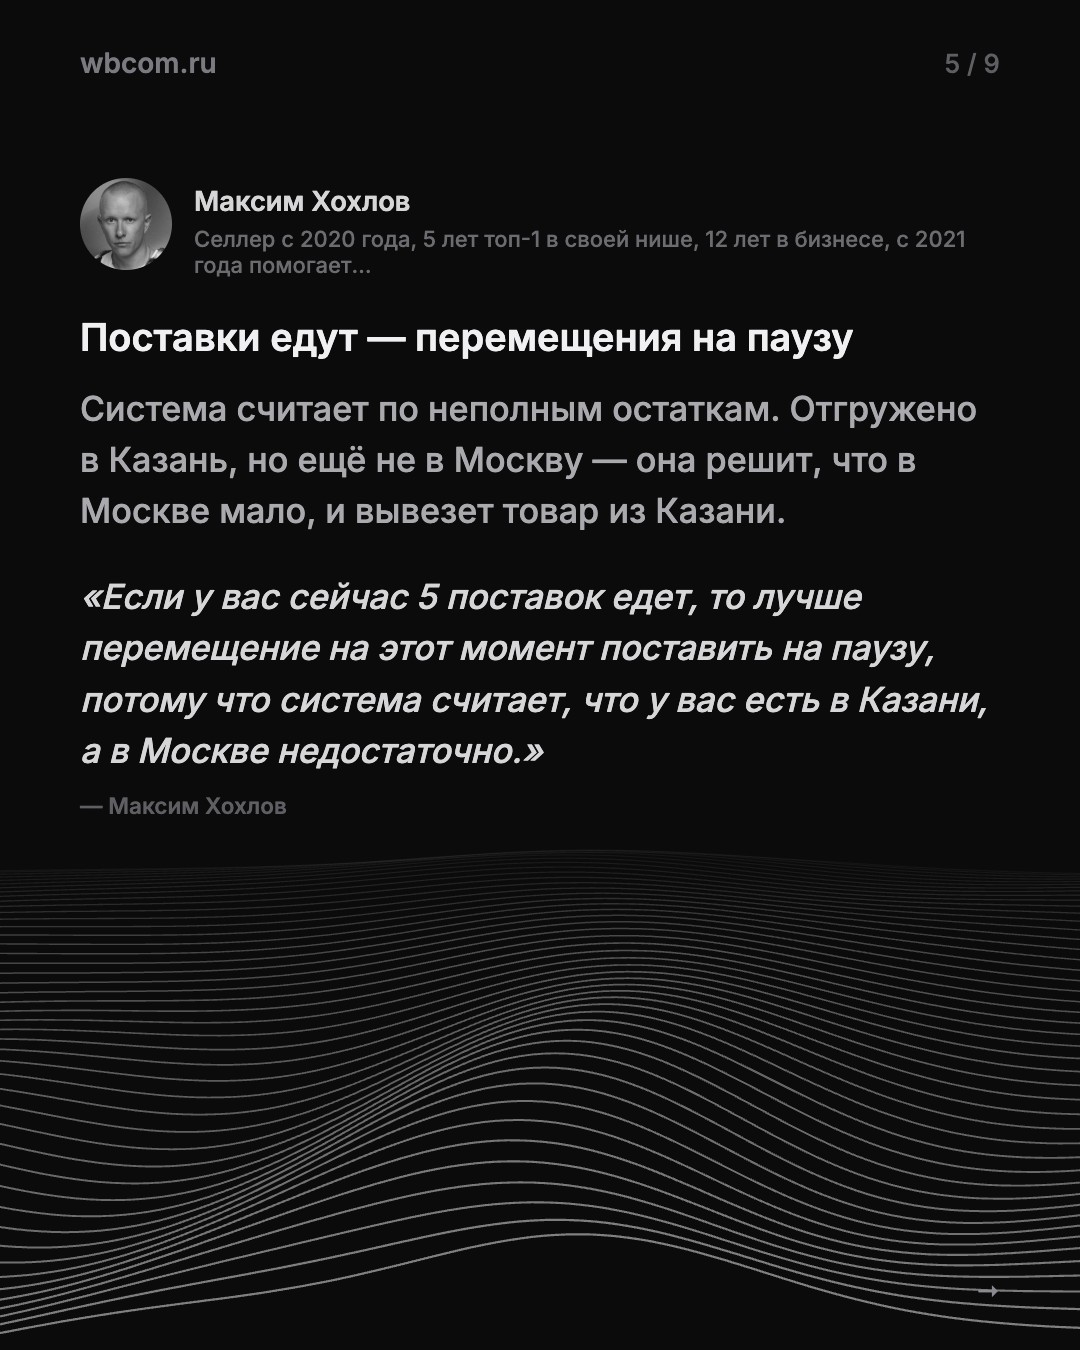 wbcom.ru
5 / 9
Максим Хохлов
Селлер с 2020 года, 5 лет топ-1 в своей нише, 12 лет в бизнесе, с 2021
года помогает...
Поставки едут — перемещения на паузу
Система считает по неполным остаткам. Отгружено
в Казань, но ещё не в Москву — она решит, что в
Москве мало, и вывезет товар из Казани.
«Если у вас сейчас 5 поставок едет, то лучше
перемещение на этот момент поставить на паузу,
потому что система считает, что у вас есть в Казани,
а в Москве недостаточно.»
— Максим Хохлов
→